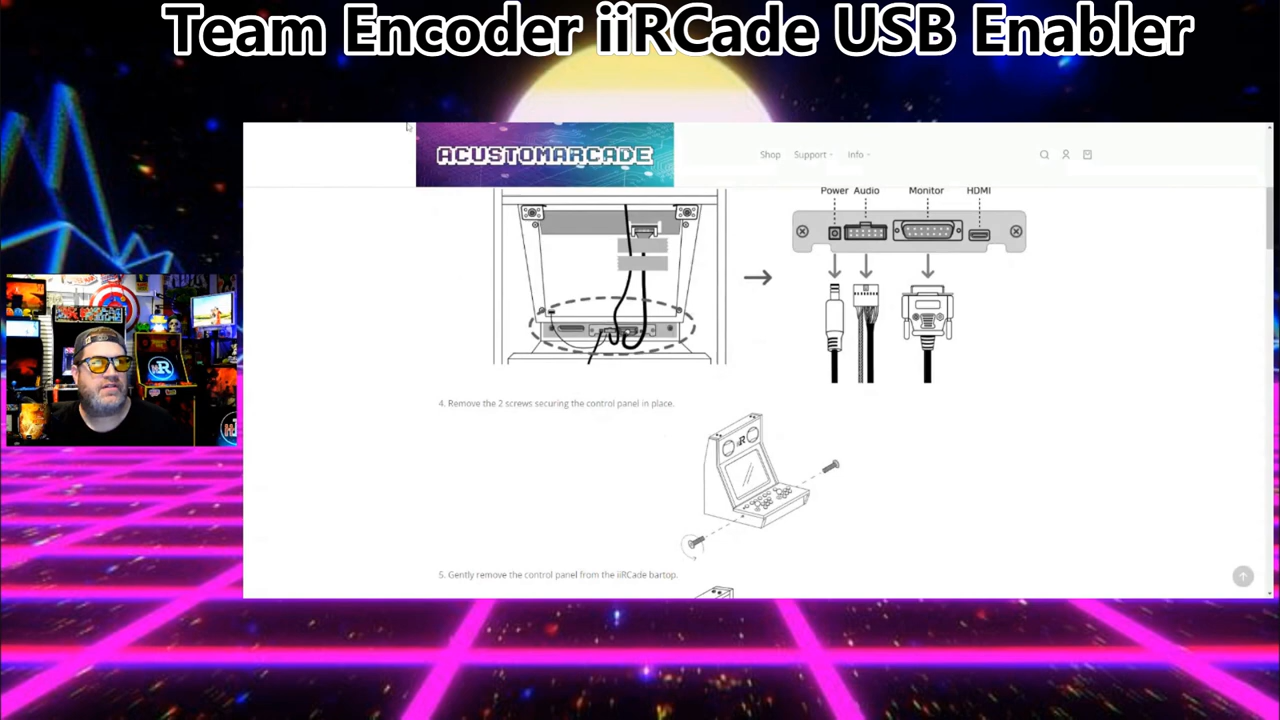 Team Encoder iiRCade USB Enabler
ACUSTOMARCADE
Shop Support Info
Power Audio Monitor HDMI
4. Remove the 2 screws securing the control panel in place.
5. Gently remove the control panel from the iiRCade bartop.